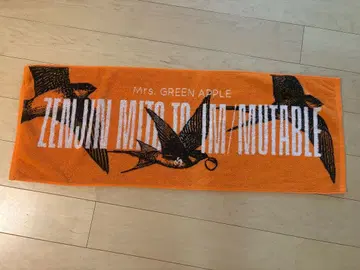 Mrs. GREEN APPLE
ZENJIN MITO TO IM/MUTABLE